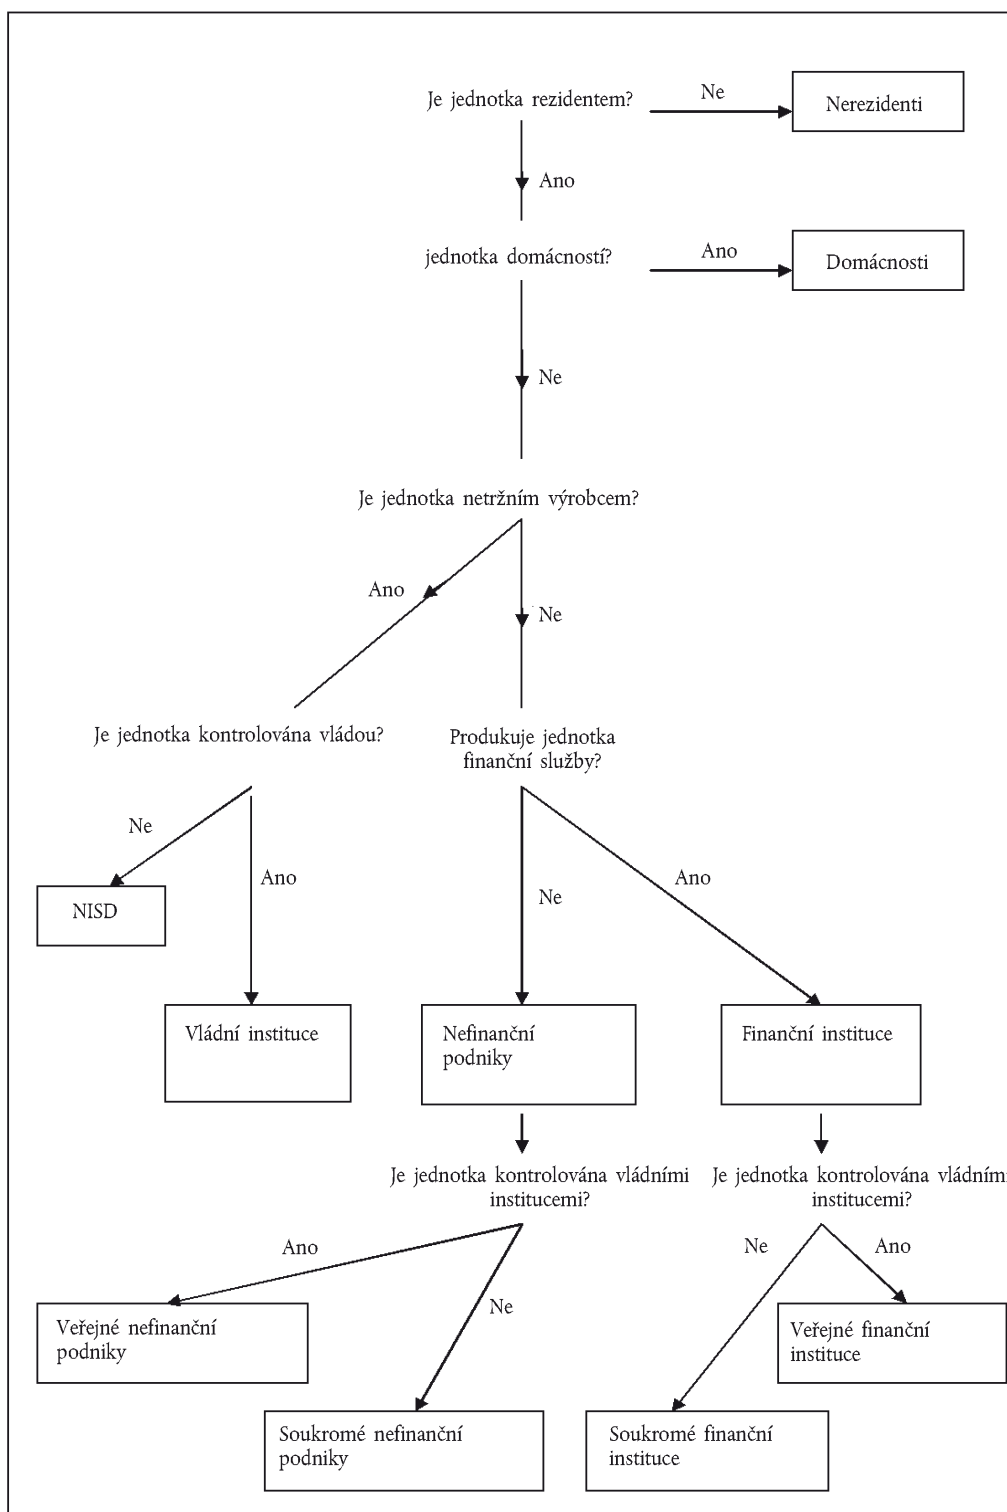 Je jednotka rezidentem?
Ne
Nerezidenti
Ano
jednotka domácností?
Ano
Domácnosti
Ne
Je jednotka netržním výrobcem?
Ano
Ne
Je jednotka kontrolována vládou?
Produkuje jednotka
finanční služby?
Ne
Ano
Ne
Ano
NISD
Vládní instituce
Nefinanční
podniky
Finanční instituce
Je jednotka kontrolována vládními
institucemi?
Je jednotka kontrolována vládními
institucemi?
Ano
Ne
Ne
Ano
Veřejné nefinanční
podniky
Veřejné finanční
instituce
Soukromé nefinanční
podniky
Soukromé finanční
instituce